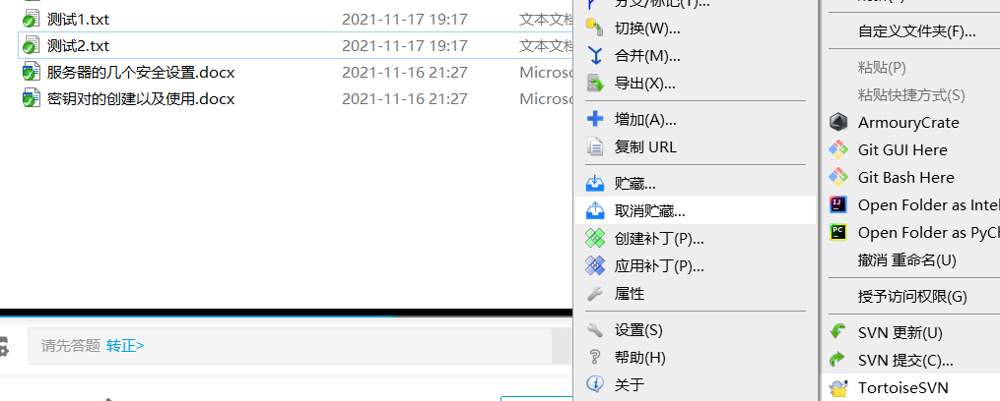 测试1.txt 2021-11-17 19:17 文本文档
测试2.txt 2021-11-17 19:17 文本文档
服务器的几个安全设置.docx 2021-11-16 21:27 Microso
密钥对的创建以及使用.docx 2021-11-16 21:27 Microso
请先答题 转正>
分支/标记(T)...
切换(W)...
合并(M)...
导出(X)...
增加(A)...
复制 URL
贮藏...
取消贮藏...
创建补丁(P)...
应用补丁(P)...
属性
设置(S)
帮助(H)
关于
自定义文件夹(F)...
粘贴(P)
粘贴快捷方式(S)
ArmouryCrate
Git GUI Here
Git Bash Here
Open Folder as Intel
Open Folder as PyCh
撤消 重命名(U)
授予访问权限(G)
SVN 更新(U)
SVN 提交(C)...
TortoiseSVN